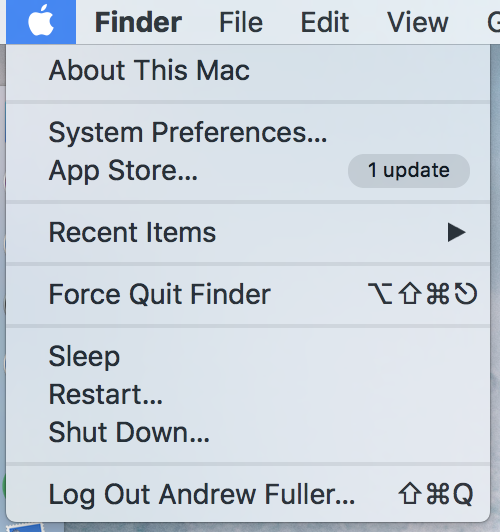 Finder File Edit View
About This Mac
System Preferences...
App Store... 1 update
Recent Items ▶
Force Quit Finder ⌥⇧⌘⎋
Sleep
Restart...
Shut Down...
Log Out Andrew Fuller... ⇧⌘Q